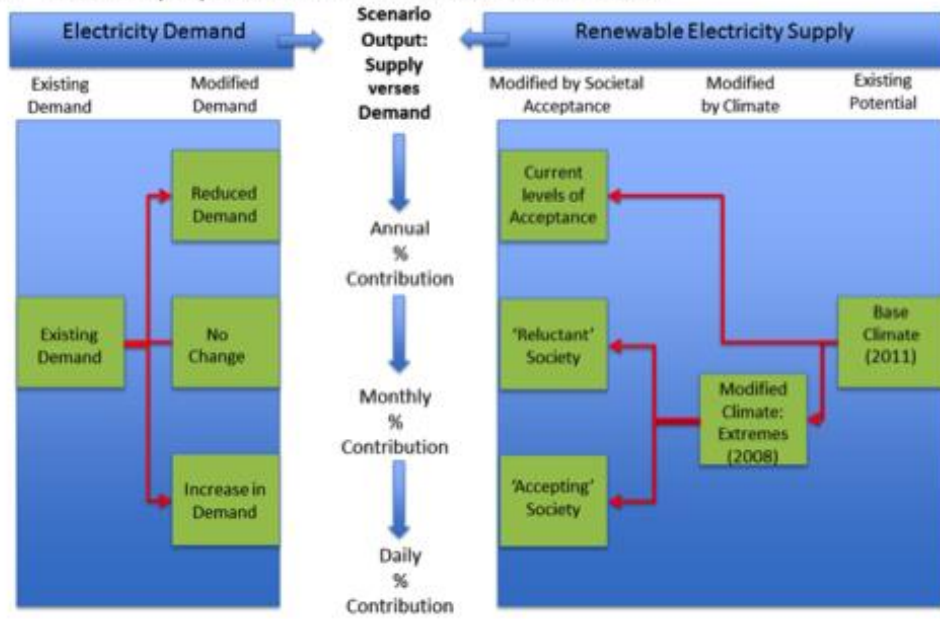 Electricity Demand
Scenario
Output:
Supply
verses
Demand
Renewable Electricity Supply
Existing
Demand
Modified
Demand
Modified by Societal
Acceptance
Modified
by Climate
Existing
Potential
Reduced
Demand
Existing
Demand
No
Change
Increase in
Demand
Annual
%
Contribution
Monthly
%
Contribution
Daily
%
Contribution
Current
levels of
Acceptance
'Reluctant'
Society
'Accepting'
Society
Modified
Climate:
Extremes
(2008)
Base
Climate
(2011)